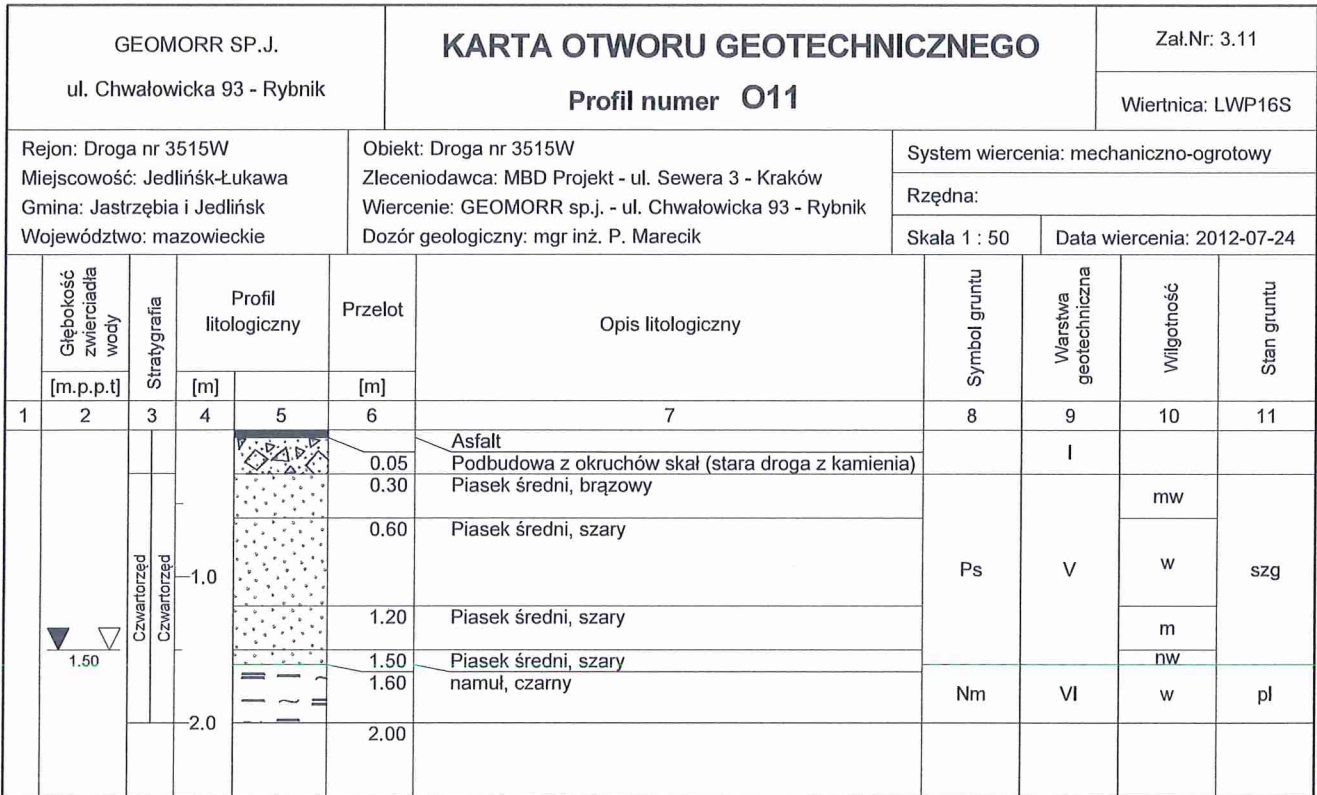 GEOMORR SP.J.
ul. Chwałowicka 93 - Rybnik
KARTA OTWORU GEOTECHNICZNEGO
Profil numer O11
Zał.Nr: 3.11
Wiertnica: LWP16S
Rejon: Droga nr 3515W
Miejscowość: Jedlińśk-Łukawa
Gmina: Jastrzębia i Jedlińsk
Województwo: mazowieckie
Obiekt: Droga nr 3515W
Zleceniodawca: MBD Projekt - ul. Sewera 3 - Kraków
Wiercenie: GEOMORR sp.j. - ul. Chwałowicka 93 - Rybnik
Dozór geologiczny: mgr inż. P. Marecik
System wiercenia: mechaniczno-ogrotowy
Rzędna:
Skala 1 : 50
Data wiercenia: 2012-07-24
Głębokość
zwierciadła
wody
[m.p.p.t]
Stratygrafia
Profil
litologiczny
[m]
Przelot
[m]
Opis litologiczny
Symbol gruntu
Warstwa
geotechniczna
Wilgotność
Stan gruntu
1 2 3 4 5 6 7 8 9 10 11
Asfalt
0.05 Podbudowa z okruchów skał (stara droga z kamienia)
I
0.30 Piasek średni, brązowy
mw
0.60 Piasek średni, szary
Czwartorzęd
Czwartorzęd
1.0
Ps
V
w
szg
1.20 Piasek średni, szary
m
1.50
1.50 Piasek średni, szary
nw
1.60 namuł, czarny
Nm
VI
w
pl
2.0
2.00